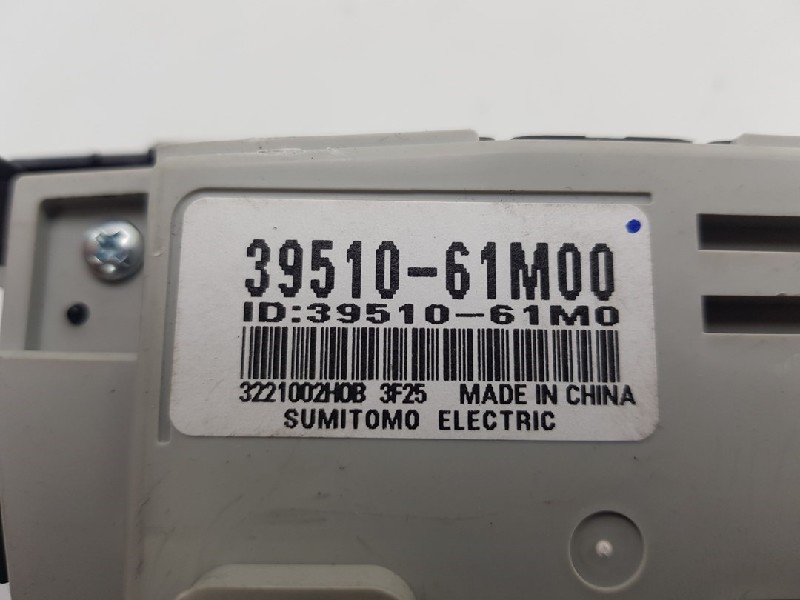 39510-61M00
ID:39510-61M0
3221002H0B 3F25 MADE IN CHINA
SUMITOMO ELECTRIC